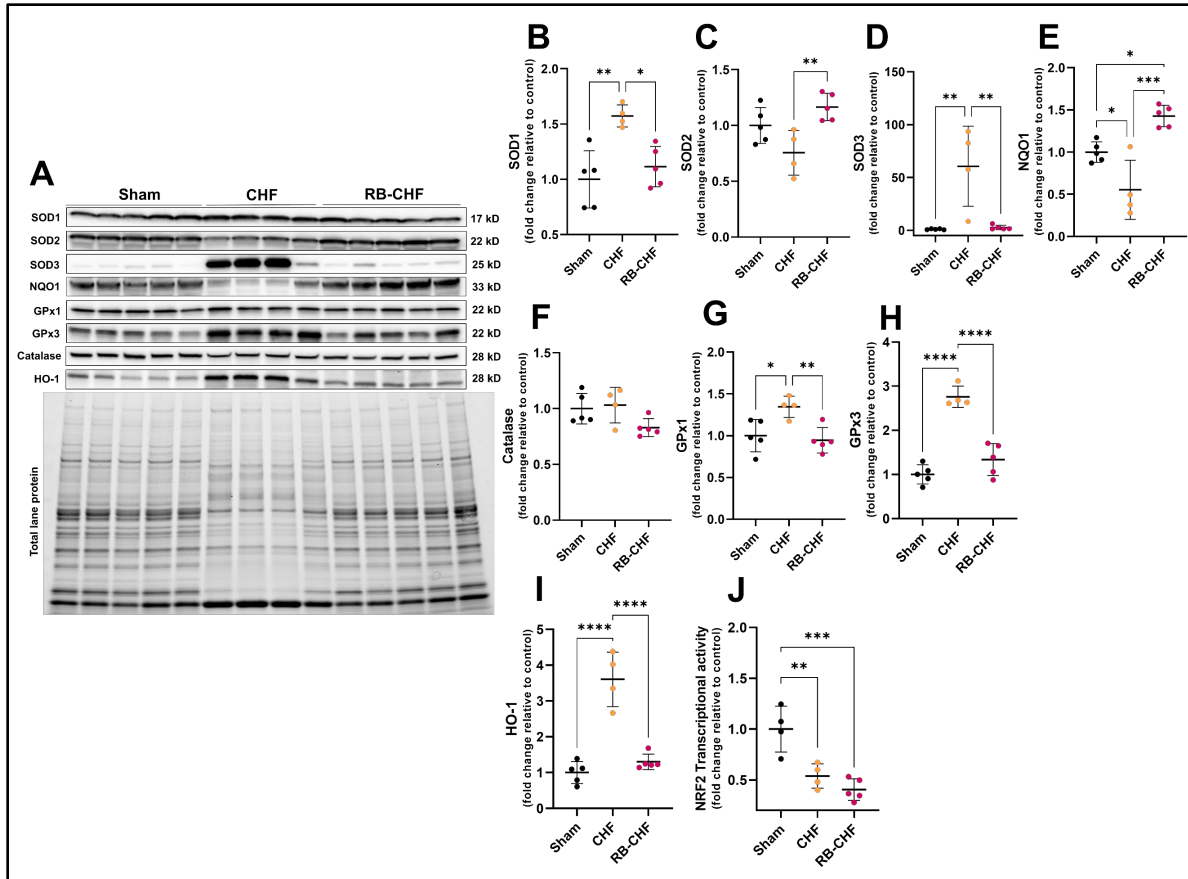 A
Sham CHF RB-CHF
SOD1 17 kD
SOD2 22 kD
SOD3 25 kD
NQO1 33 kD
GPx1
GPx3 22 kD
Catalase 28 kD
HO-1 28 kD
Total lane protein
B
SOD1
(fold change relative to control)
2.0
1.5
1.0
0.5
** *
Sham CHF RB-CHF
C
SOD2
(fold change relative to control)
2.0
1.5
1.0
0.5
0.0
**
Sham CHF RB-CHF
D
SOD3
(fold change relative to control)
150
100
50
0
** **
Sham CHF RB-CHF
E
NQO1
(fold change relative to control)
2.0
1.5
1.0
0.5
0.0
*
***
*
Sham CHF RB-CHF
F
Catalase
(fold change relative to control)
1.5
1.0
0.5
0.0
Sham CHF RB-CHF
G
GPx1
(fold change relative to control)
2.0
1.5
1.0
0.5
0.0
* **
Sham CHF RB-CHF
H
GPx3
(fold change relative to control)
4
3
2
1
0
****
**** ****
Sham CHF RB-CHF
I
HO-1
(fold change relative to control)
5
4
3
2
1
0
****
****
Sham CHF RB-CHF
J
NRF2 Transcriptional activity
(fold change relative to control)
2.0
1.5
1.0
0.5
***
**
Sham CHF RB-CHF